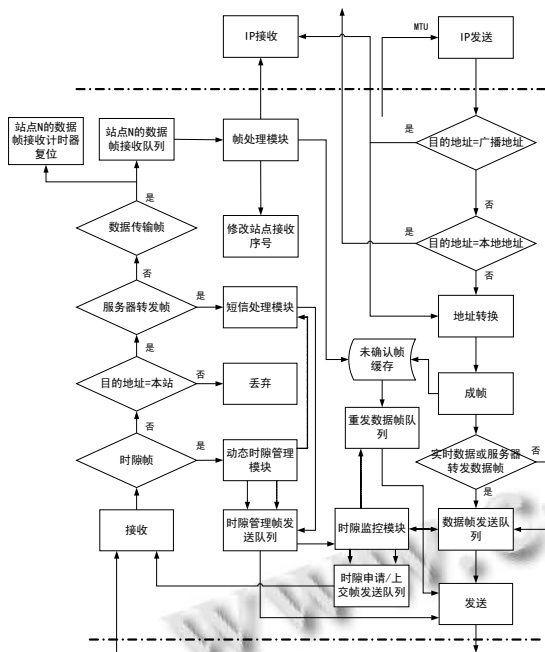 IP接收
MTU
IP发送
站点N的数据
帧接收计时器
复位
站点N的数据
帧接收队列
帧处理模块
是
目的地址=广播地址
是
否
数据传输帧
修改站点接收
序号
是
目的地址=本地地址
否
否
服务器转发帧
是
短信处理模块
地址转换
是
未确认帧
缓存
目的地址=本站
否
丢弃
成帧
否
重发数据帧队
列
时隙帧
是
动态时隙管理
模块
实时数据或服务器
转发数据帧
否
是
接收
时隙管理帧发
送队列
时隙监控模块
数据帧发送队
列
时隙申请/上
交帧发送队列
发送
www.